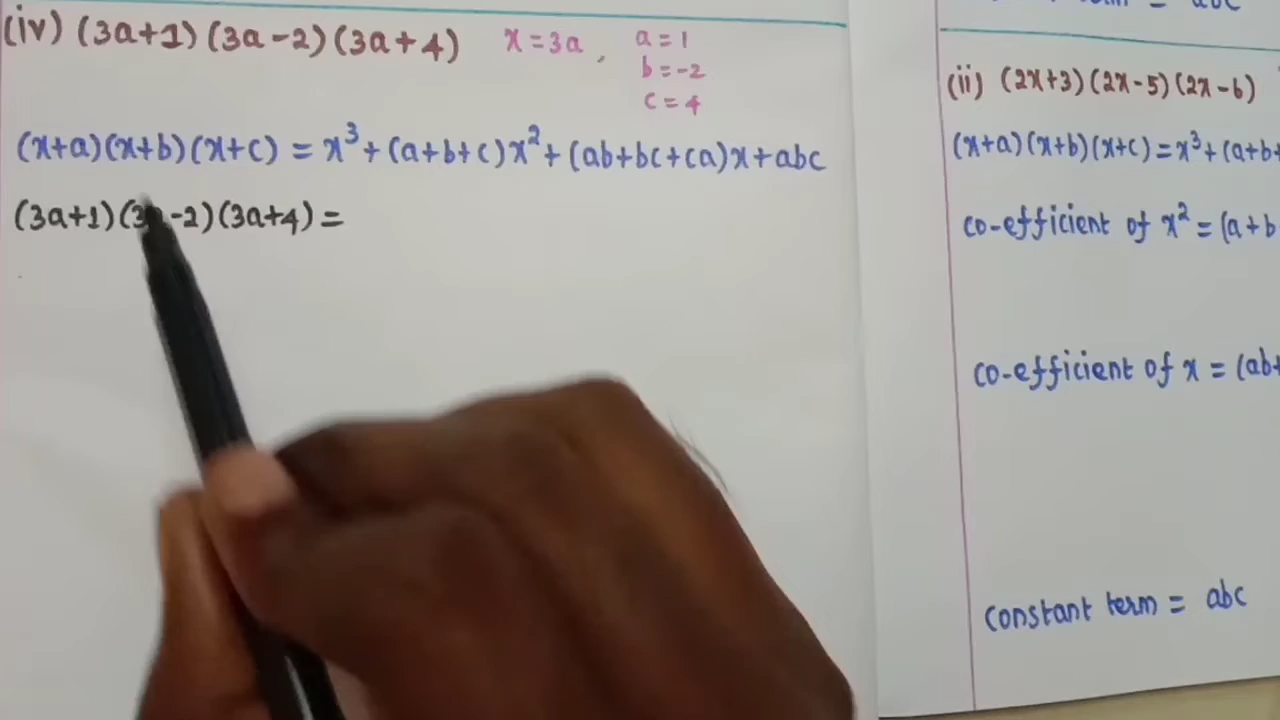 (iv) (3a+1)(3a-2)(3a+4)
x=3a, a=1
b=-2
c=4
(x+a)(x+b)(x+c) = x³+(a+b+c)x²+(ab+bc+ca)x+abc
(3a+1)(3a-2)(3a+4) =
abc
(ii) (2x+3)(2x-5)(2x-6)
(x+a)(x+b)(x+c)=x³+(a+b+
co-efficient of x² = (a+b
co-efficient of x = (ab+
constant term = abc